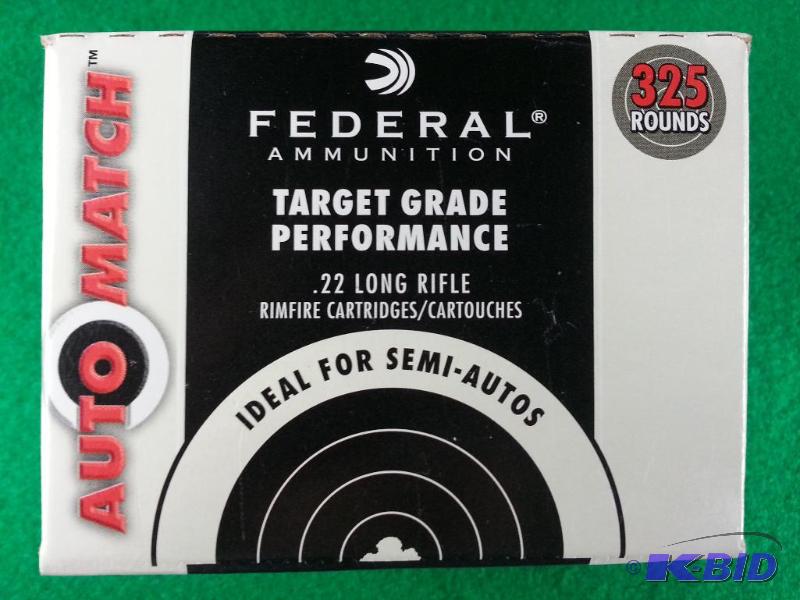 AUTO MATCH™
FEDERAL®
AMMUNITION
TARGET GRADE
PERFORMANCE
.22 LONG RIFLE
RIMFIRE CARTRIDGES/CARTOUCHES
IDEAL FOR SEMI-AUTOS
325
ROUNDS
© K-BID